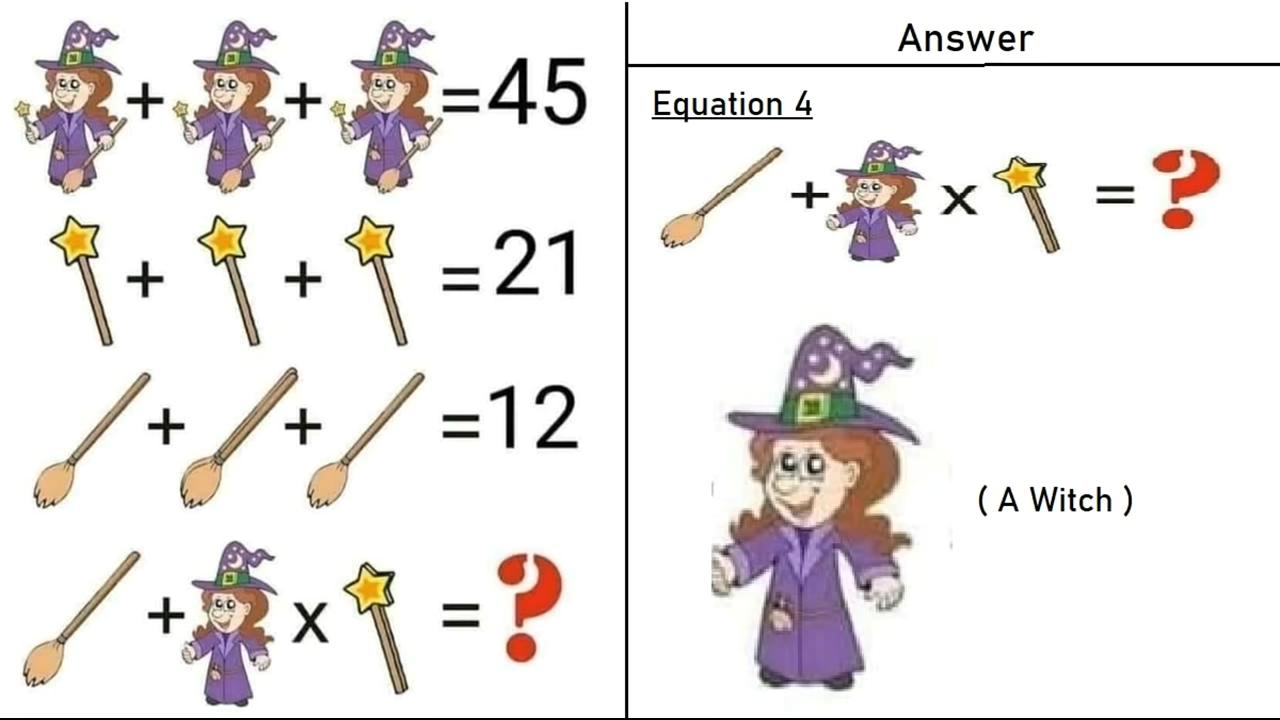 + + =45
+ + =21
+ + =12
+ x = ?
Answer
Equation 4
+ x = ?
( A Witch )